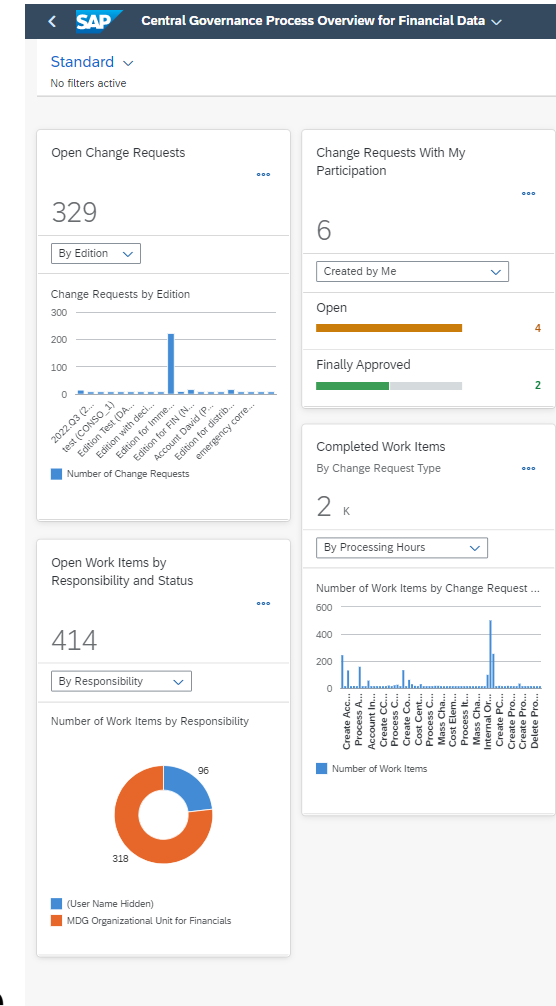 SAP Central Governance Process Overview for Financial Data
Standard
No filters active
Open Change Requests
329
By Edition
Change Requests by Edition
300
200
100
0
2022.Q3 (2...
test (CONSO_1)
Edition Test (DA...
Edition with deci...
Edition for Imme...
Edition for FIN (N...
Account David (P...
Edition for distrib...
emergency corre...
Number of Change Requests
Open Work Items by
Responsibility and Status
414
By Responsibility
Number of Work Items by Responsibility
96
318
(User Name Hidden)
MDG Organizational Unit for Financials
Change Requests With My
Participation
6
Created by Me
Open
4
Finally Approved
2
Completed Work Items
By Change Request Type
2 K
By Processing Hours
Number of Work Items by Change Request ...
600
400
200
0
Create Acc...
Process A...
Account In...
Create CC...
Process C...
Create Co...
Cost Cent...
Process C...
Mass Cha...
Cost Elem...
Process It...
Mass Cha...
Internal Or...
Create PC...
Create Pro...
Create Pro...
Delete Pro...
Number of Work Items